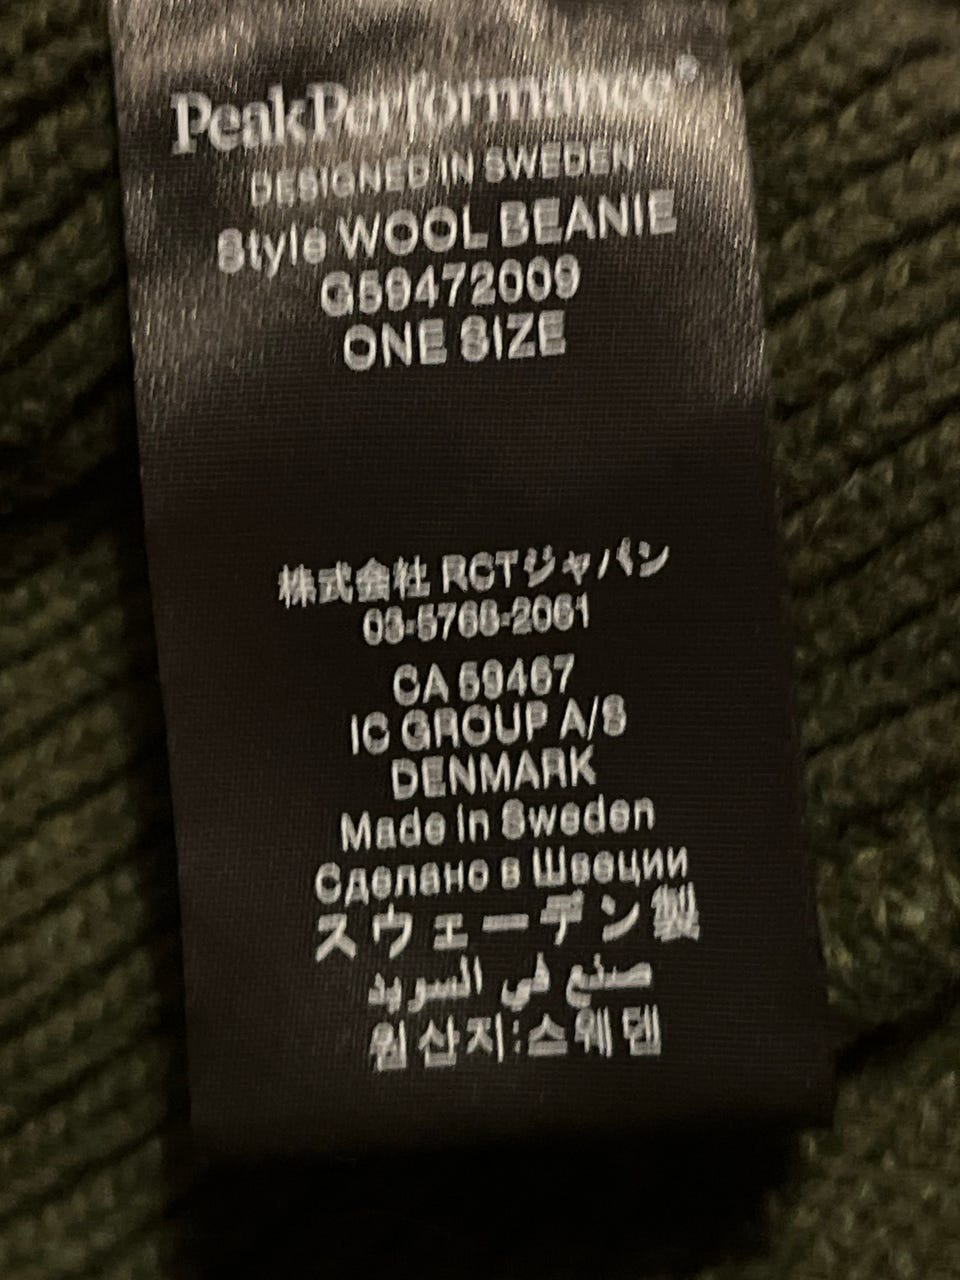 PeakPerformance®
DESIGNED IN SWEDEN
Style WOOL BEANIE
G59472009
ONE SIZE
株式会社 RCTジャパン
03-5768-2061
CA 59467
IC GROUP A/S
DENMARK
Made in Sweden
Сделано в Швеции
スウェーデン製
صنع في السويد
원산지:스웨덴